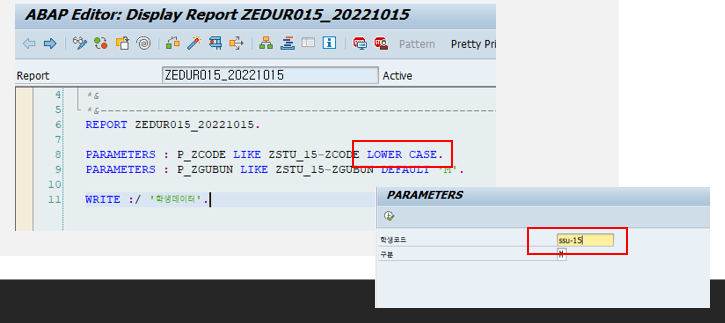 ABAP Editor: Display Report ZEDUR015_20221015
Pattern Pretty Pri
Report ZEDUR015_20221015 Active
4 *&
5 *&----------------------------------------------------
6 REPORT ZEDUR015_20221015.
7
8 PARAMETERS : P_ZCODE LIKE ZSTU_15-ZCODE LOWER CASE.
9 PARAMETERS : P_ZGUBUN LIKE ZSTU_15-ZGUBUN DEFAULT 'M'.
10
11 WRITE :/ '학생데이터'.
PARAMETERS
학생코드 ssu-15
구분 M